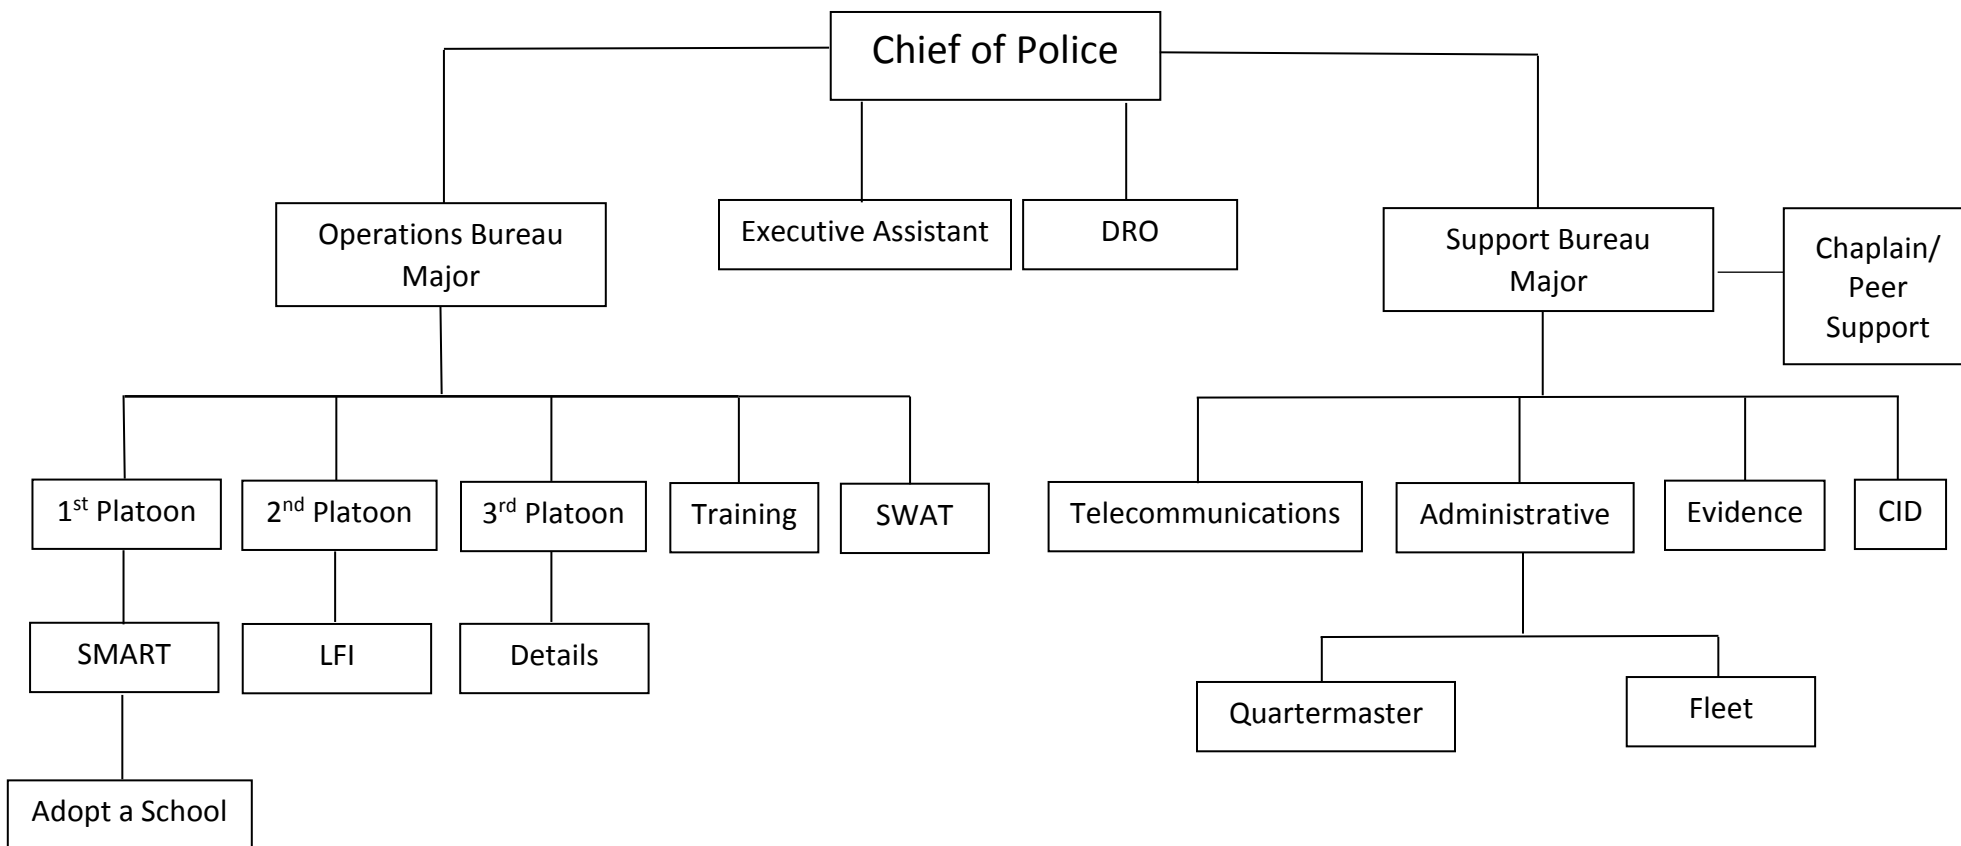 Chief of Police
Operations Bureau
Major
Executive Assistant
DRO
Support Bureau
Major
Chaplain/
Peer
Support
1st Platoon
2nd Platoon
3rd Platoon
Training
SWAT
Telecommunications
Administrative
Evidence
CID
SMART
LFI
Details
Quartermaster
Fleet
Adopt a School